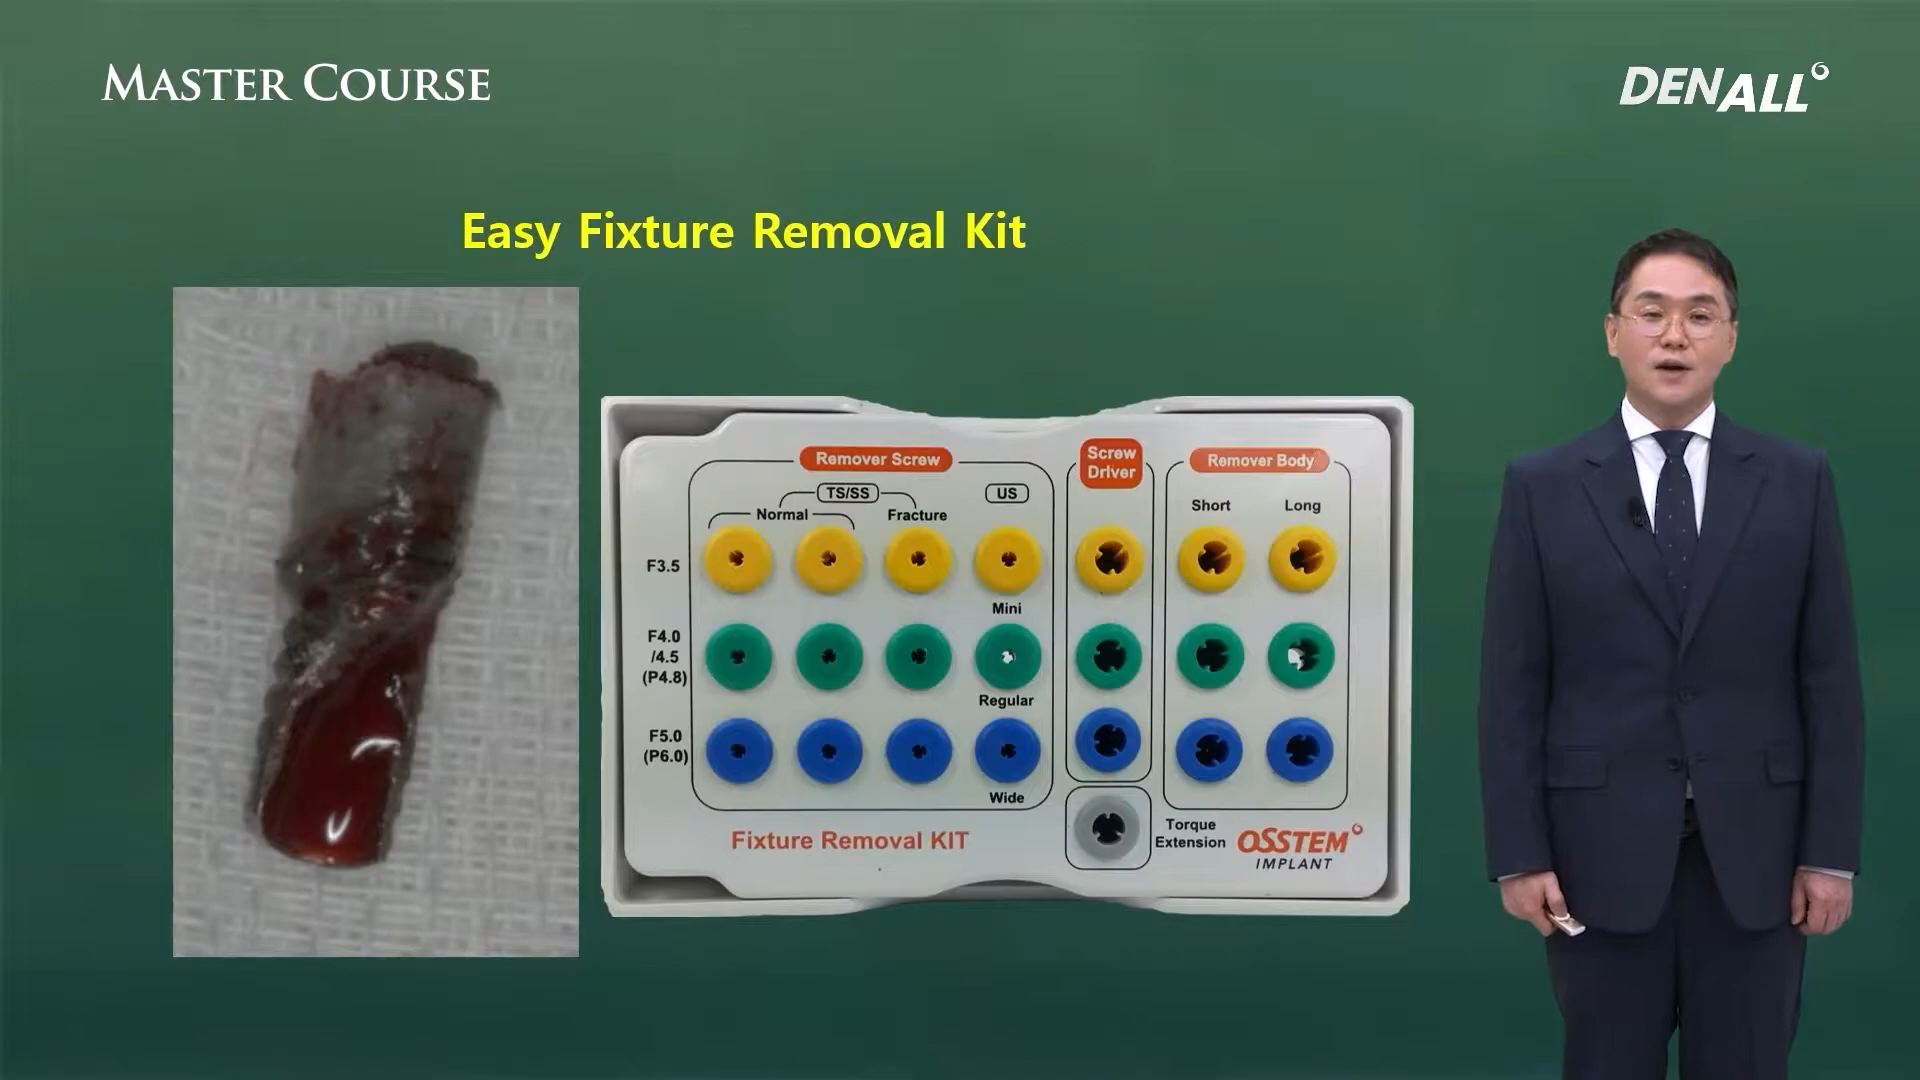 MASTER COURSE
DENALL
Easy Fixture Removal Kit
Remover Screw
Screw
Driver
Remover Body
TS/SS
US
Normal
Fracture
Short
Long
F3.5
Mini
F4.0
/4.5
(P4.8)
Regular
F5.0
(P6.0)
Wide
Fixture Removal KIT
Torque
Extension
OSSTEM
IMPLANT